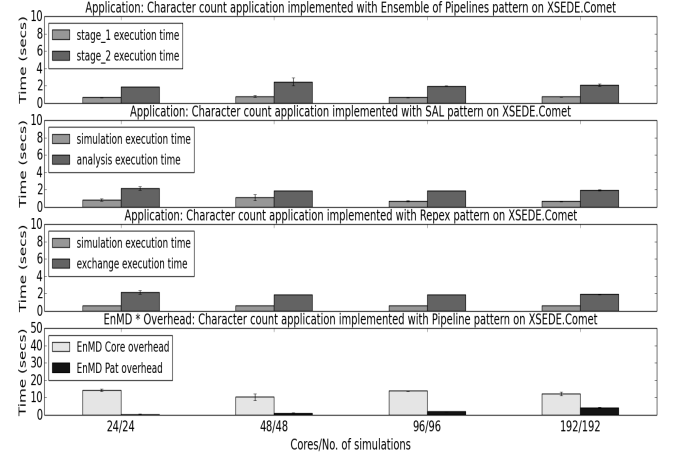 Application: Character count application implemented with Ensemble of Pipelines pattern on XSEDE.Comet
Time (secs)
10
8
6
4
2
0
stage_1 execution time
stage_2 execution time
Application: Character count application implemented with SAL pattern on XSEDE.Comet
Time (secs)
10
8
6
4
2
0
simulation execution time
analysis execution time
Application: Character count application implemented with Repex pattern on XSEDE.Comet
Time (secs)
10
8
6
4
2
0
simulation execution time
exchange execution time
EnMD * Overhead: Character count application implemented with Pipeline pattern on XSEDE.Comet
Time (secs)
50
40
30
20
10
0
EnMD Core overhead
EnMD Pat overhead
24/24 48/48 96/96 192/192
Cores/No. of simulations